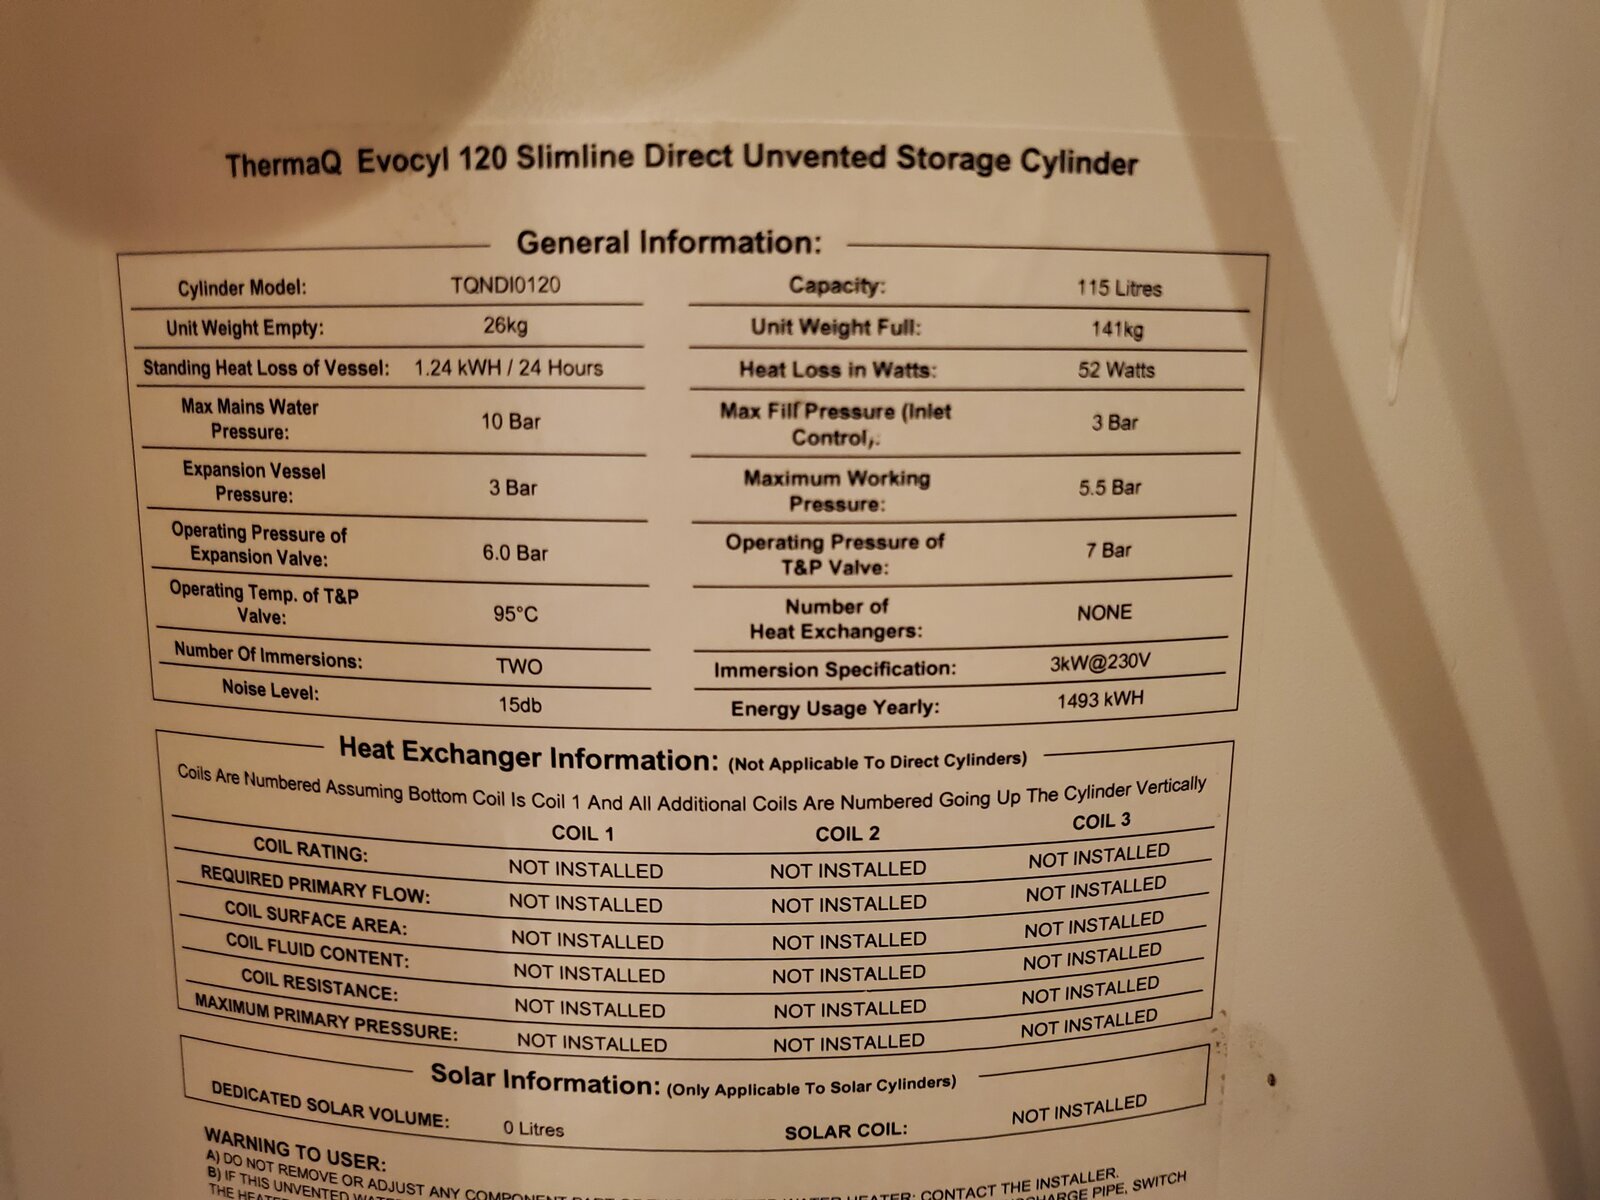 ThermaQ Evocyl 120 Slimline Direct Unvented Storage Cylinder
General Information:
Cylinder Model: TQNDI0120 Capacity: 115 Litres
Unit Weight Empty: 26kg Unit Weight Full: 141kg
Standing Heat Loss of Vessel: 1.24 kWH / 24 Hours Heat Loss in Watts: 52 Watts
Max Mains Water Pressure: 10 Bar Max Fill Pressure (Inlet Control): 3 Bar
Expansion Vessel Pressure: 3 Bar Maximum Working Pressure: 5.5 Bar
Operating Pressure of Expansion Valve: 6.0 Bar Operating Pressure of T&P Valve: 7 Bar
Operating Temp. of T&P Valve: 95°C Number of Heat Exchangers: NONE
Number Of Immersions: TWO Immersion Specification: 3kW@230V
Noise Level: 15db Energy Usage Yearly: 1493 kWH
Heat Exchanger Information: (Not Applicable To Direct Cylinders)
Coils Are Numbered Assuming Bottom Coil Is Coil 1 And All Additional Coils Are Numbered Going Up The Cylinder Vertically
COIL 1 COIL 2 COIL 3
COIL RATING: NOT INSTALLED NOT INSTALLED NOT INSTALLED
REQUIRED PRIMARY FLOW: NOT INSTALLED NOT INSTALLED NOT INSTALLED
COIL SURFACE AREA: NOT INSTALLED NOT INSTALLED NOT INSTALLED
COIL FLUID CONTENT: NOT INSTALLED NOT INSTALLED NOT INSTALLED
COIL RESISTANCE: NOT INSTALLED NOT INSTALLED NOT INSTALLED
MAXIMUM PRIMARY PRESSURE: NOT INSTALLED NOT INSTALLED NOT INSTALLED
Solar Information: (Only Applicable To Solar Cylinders)
DEDICATED SOLAR VOLUME: 0 Litres SOLAR COIL: NOT INSTALLED
WARNING TO USER:
A) DO NOT REMOVE OR ADJUST ANY COMPONENT PART HEATER; CONTACT THE INSTALLER.
B) IF THIS UNVENTED PIPE, SWITCH
THE